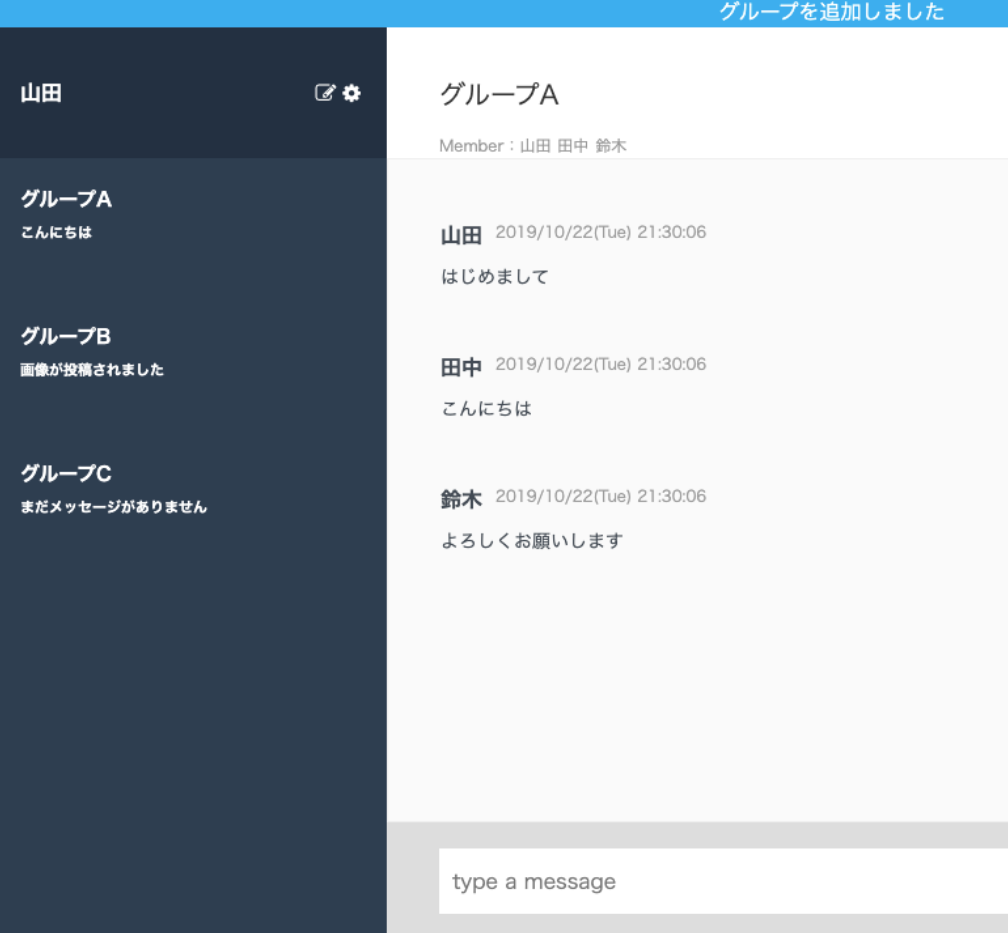 グループを追加しました
山田
グループA
こんにちは
グループB
画像が投稿されました
グループC
まだメッセージがありません
グループA
Member：山田 田中 鈴木
山田 2019/10/22(Tue) 21:30:06
はじめまして
田中 2019/10/22(Tue) 21:30:06
こんにちは
鈴木 2019/10/22(Tue) 21:30:06
よろしくお願いします
type a message